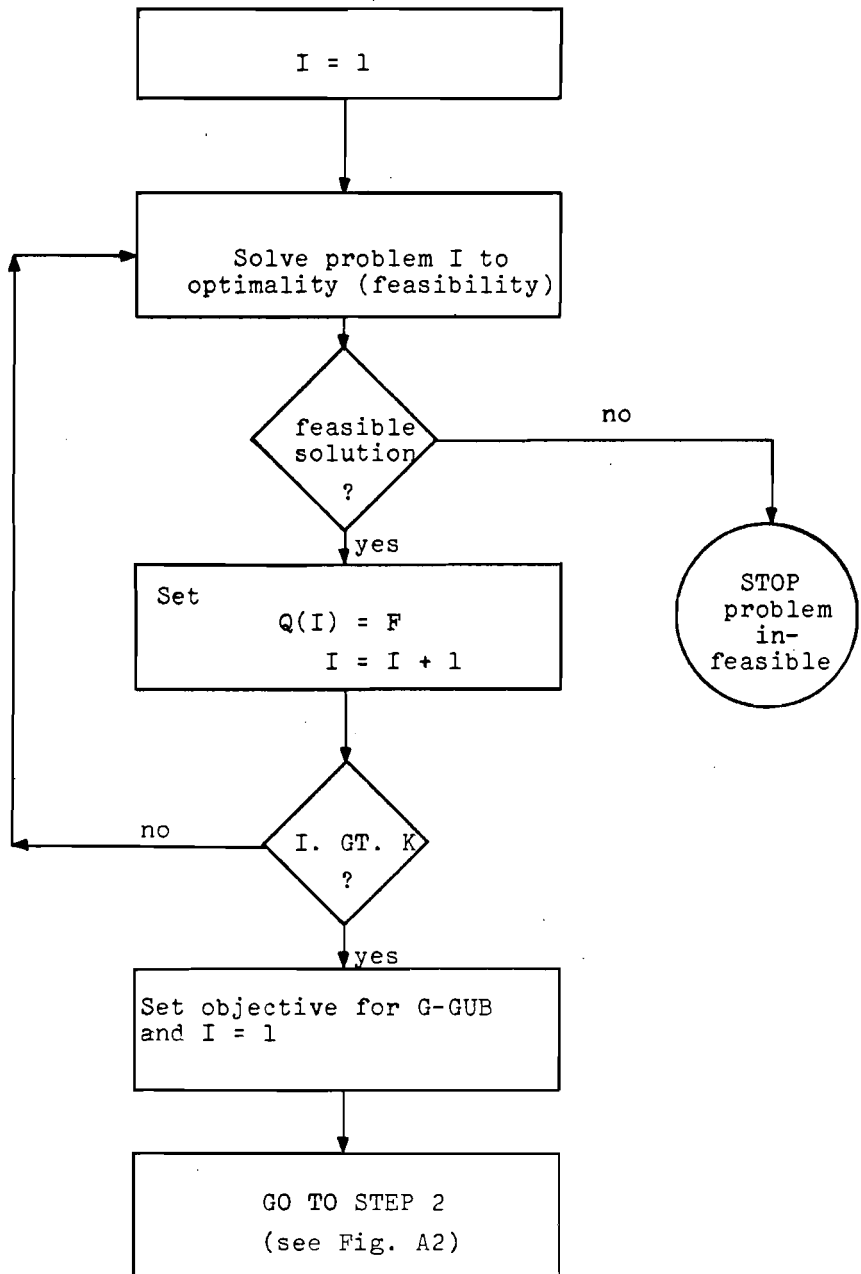 I = 1
Solve problem I to
optimality (feasibility)
feasible
solution
?
no
yes
STOP
problem
in-
feasible
Set
Q(I) = F
I = I + 1
I. GT. K
?
no
yes
Set objective for G-GUB
and I = 1
GO TO STEP 2
(see Fig. A2)